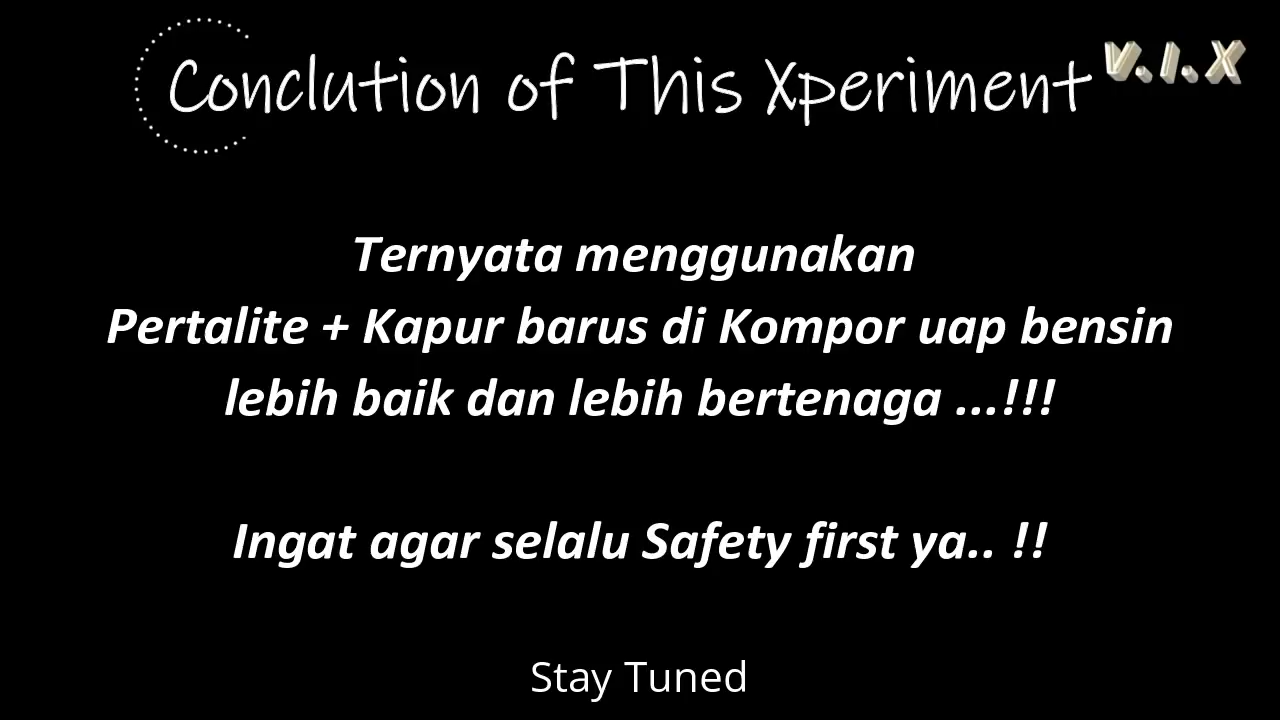 Conclution of This Xperiment
V.I.X
Ternyata menggunakan
Pertalite + Kapur barus di Kompor uap bensin
lebih baik dan lebih bertenaga ...!!!
Ingat agar selalu Safety first ya.. !!
Stay Tuned